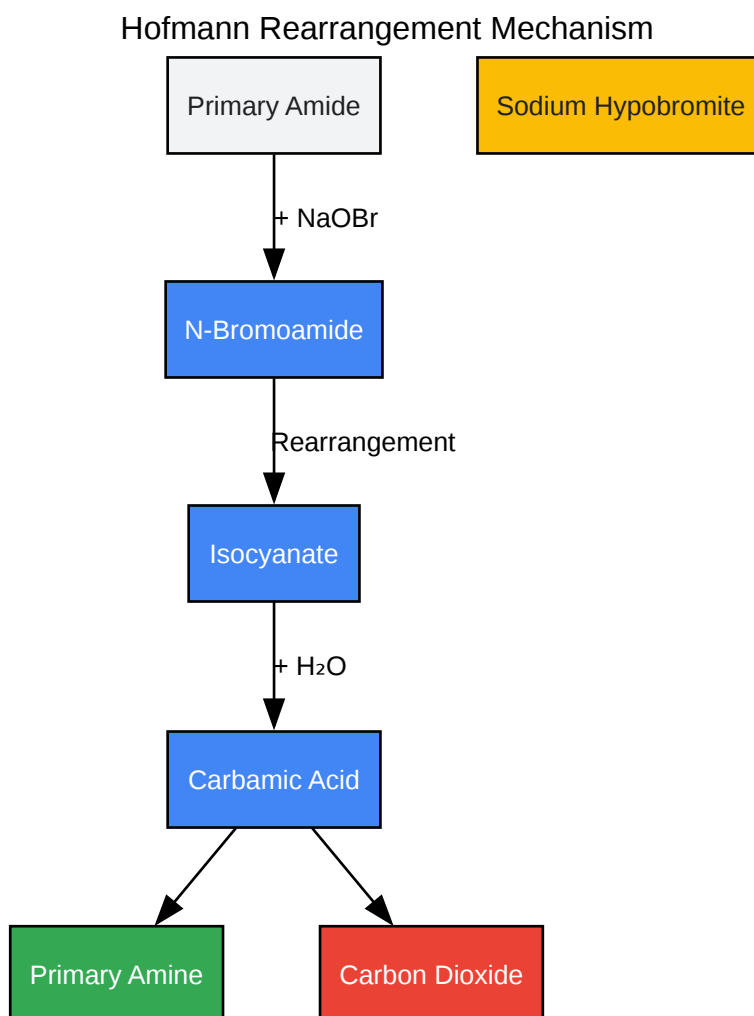 Hofmann Rearrangement Mechanism
Primary Amide
Sodium Hypobromite
+ NaOBr
N-Bromoamide
Rearrangement
Isocyanate
+ H₂O
Carbamic Acid
Primary Amine
Carbon Dioxide